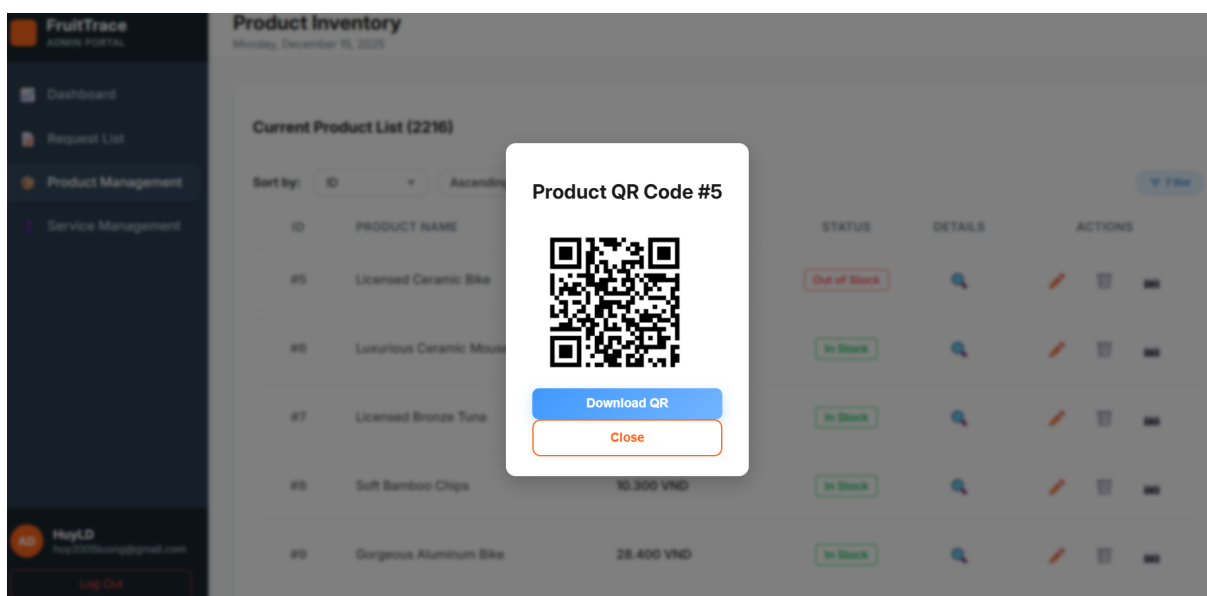 FruitTrace
ADMIN PORTAL
Product Inventory
Monday, December 15, 2025
Dashboard
Request List
Product Management
Service Management
Current Product List (2216)
Sort by: ID Ascending
Filter
ID PRODUCT NAME STATUS DETAILS ACTIONS
#5 Licensed Ceramic Bike Out of Stock
#6 Luxurious Ceramic Mouse In Stock
#7 Licensed Bronze Tuna In Stock
#8 Soft Bamboo Chips 10.300 VND In Stock
#9 Gorgeous Aluminum Bike 28.400 VND In Stock
Product QR Code #5
Download QR
Close
AD HuyLD
Log Out